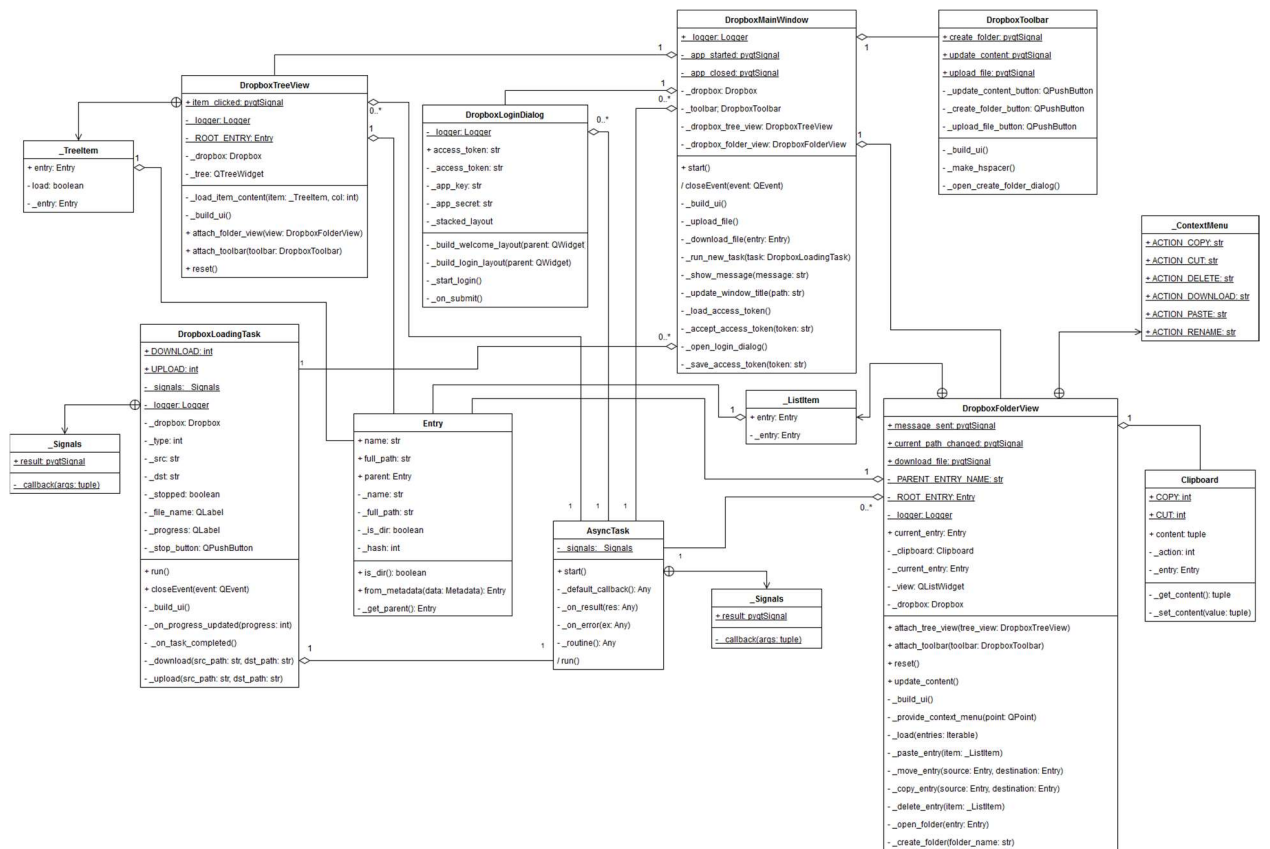 DropboxMainWindow
+ _logger: Logger
- _app_started: pyqtSignal
- _app_closed: pyqtSignal
- _dropbox: Dropbox
- _toolbar; DropboxToolbar
- _dropbox_tree_view: DropboxTreeView
- _dropbox_folder_view: DropboxFolderView
+ start()
/ closeEvent(event: QEvent)
- _build_ui()
- _upload_file()
- _download_file(entry: Entry)
- _run_new_task(task: DropboxLoadingTask)
- _show_message(message: str)
- _update_window_title(path: str)
- _load_access_token()
- _accept_access_token(token: str)
- _open_login_dialog()
- _save_access_token(token: str)
1
1
0..*
0..*
1
1
DropboxToolbar
+ create_folder: pyqtSignal
+ update_content: pyqtSignal
+ upload_file: pyqtSignal
- _update_content_button: QPushButton
- _create_folder_button: QPushButton
- _upload_file_button: QPushButton
- _build_ui()
- _make_hspacer()
- _open_create_folder_dialog()
DropboxTreeView
+ item_clicked: pyqtSignal
- _logger: Logger
- _ROOT_ENTRY: Entry
- _dropbox: Dropbox
- _tree: QTreeWidget
- _load_item_content(item: _TreeItem, col: int)
- _build_ui()
+ attach_folder_view(view: DropboxFolderView)
+ attach_toolbar(toolbar: DropboxToolbar)
+ reset()
0..*
1
DropboxLoginDialog
- _logger: Logger
+ access_token: str
- _access_token: str
- _app_key: str
- _app_secret: str
- _stacked_layout
- _build_welcome_layout(parent: QWidget
- _build_login_layout(parent: QWidget)
- _start_login()
- _on_submit()
0..*
_TreeItem
+ entry: Entry
- load: boolean
- _entry: Entry
1
_ContextMenu
+ ACTION_COPY: str
+ ACTION_CUT: str
+ ACTION_DELETE: str
+ ACTION_DOWNLOAD: str
+ ACTION_PASTE: str
+ ACTION_RENAME: str
DropboxLoadingTask
+ DOWNLOAD: int
+ UPLOAD: int
- _signals: _Signals
- _logger: Logger
- _dropbox: Dropbox
- _type: int
- _src: str
- _dst: str
- _stopped: boolean
- _file_name: QLabel
- _progress: QLabel
- _stop_button: QPushButton
+ run()
+ closeEvent(event: QEvent)
- _build_ui()
- _on_progress_updated(progress: int)
- _on_task_completed()
- _download(src_path: str, dst_path: str)
- _upload(src_path: str, dst_path: str)
1
1
_Signals
+ result: pyqtSignal
- _callback(args: tuple)
Entry
+ name: str
+ full_path: str
+ parent: Entry
- _name: str
- _full_path: str
- _is_dir: boolean
- _hash: int
+ is_dir(): boolean
+ from_metadata(data: Metadata): Entry
- _get_parent(): Entry
_ListItem
+ entry: Entry
- _entry: Entry
1
AsyncTask
- _signals: _Signals
+ start()
- _default_callback(): Any
- _on_result(res: Any)
- _on_error(ex: Any)
- _routine(): Any
/ run()
1
1
1
1
1
_Signals
+ result: pyqtSignal
- _callback(args: tuple)
DropboxFolderView
+ message_sent: pyqtSignal
+ current_path_changed: pyqtSignal
+ download_file: pyqtSignal
- _PARENT_ENTRY_NAME: str
- _ROOT_ENTRY: Entry
- _logger: Logger
+ current_entry: Entry
- _clipboard: Clipboard
- _current_entry: Entry
- _view: QListWidget
- _dropbox: Dropbox
+ attach_tree_view(tree_view: DropboxTreeView)
+ attach_toolbar(toolbar: DropboxToolbar)
+ reset()
+ update_content()
- _build_ui()
- _provide_context_menu(point: QPoint)
- _load(entries: Iterable)
- _paste_entry(item: _ListItem)
- _move_entry(source: Entry, destination: Entry)
- _copy_entry(source: Entry, destination: Entry)
- _delete_entry(item: _ListItem)
- _open_folder(entry: Entry)
- _create_folder(folder_name: str)
1
1
0..*
Clipboard
+ COPY: int
+ CUT: int
+ content: tuple
- _action: int
- _entry: Entry
- _get_content(): tuple
- _set_content(value: tuple)